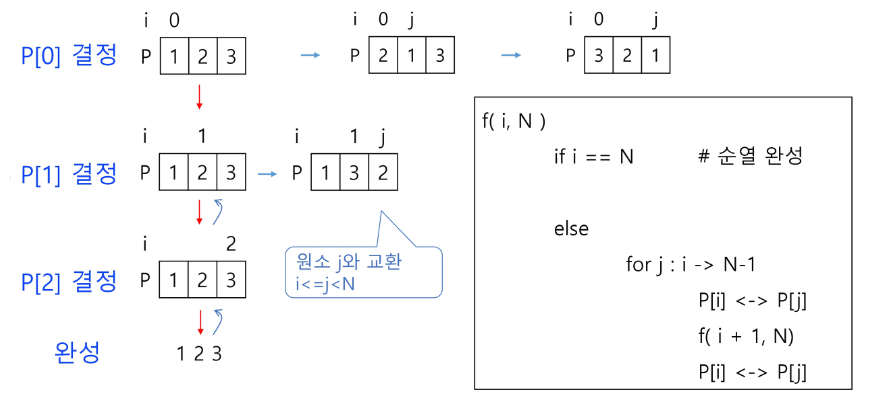 i 0
P[0] 결정 P 1 2 3
i 0 j
P 2 1 3
i 0 j
P 3 2 1
i 1
P[1] 결정 P 1 2 3
i 1 j
P 1 3 2
원소 j와 교환
i<=j<N
i 2
P[2] 결정 P 1 2 3
완성 1 2 3
f( i, N )
if i == N # 순열 완성
else
for j : i -> N-1
P[i] <-> P[j]
f( i + 1, N)
P[i] <-> P[j]